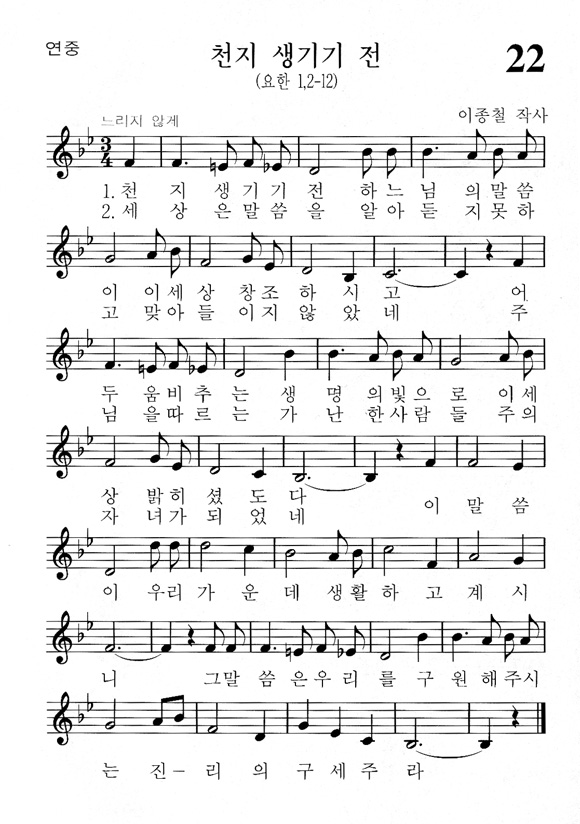 연중
천지 생기기 전
22
(요한 1,2-12)
느리지 않게
이종철 작사
3
4
1. 천 지 생 기 기 전 하 느 님 의 말 씀
2. 세 상 은 말 씀 을 알 아 듣 지 못 하
이 이 세 상 창 조 하 시 고 어
고 맞 아 들 이 지 않 았 네 주
두 움 비 추 는 생 명 의 빛 으 로 이 세
님 을 따 르 는 가 난 한 사 람 들 주 의
상 밝 히 셨 도 다
자 녀 가 되 었 네 이 말 씀
이 우 리 가 운 데 생 활 하 고 계 시
니 그 말 씀 은 우 리 를 구 원 해 주 시
는 진 - 리 의 구 세 주 라